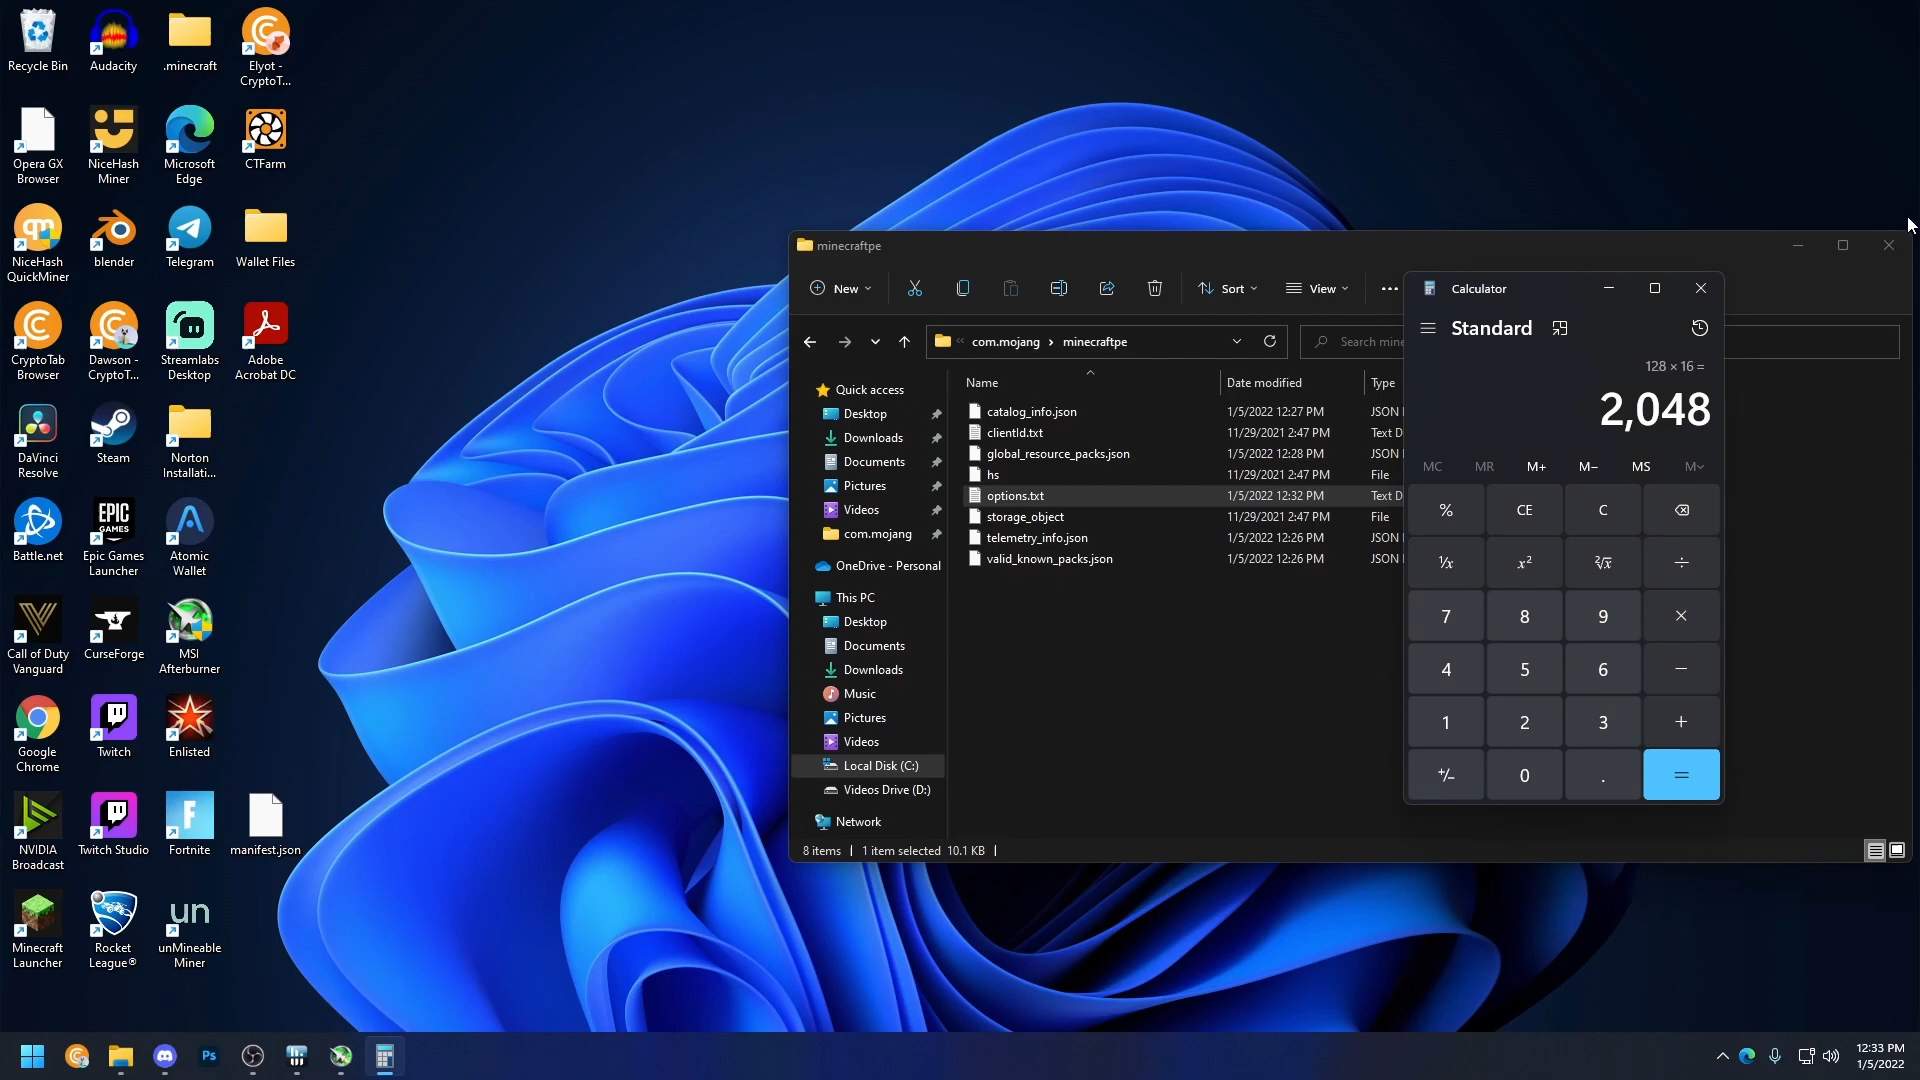 Recycle Bin
Audacity
.minecraft
Elyot -
CryptoT...
Opera GX
Browser
NiceHash
Miner
Microsoft
Edge
CTFarm
NiceHash
QuickMiner
blender
Telegram
Wallet Files
CryptoTab
Browser
Dawson -
CryptoT...
Streamlabs
Desktop
Adobe
Acrobat DC
DaVinci
Resolve
Steam
Norton
Installati...
Battle.net
EPIC
GAMES
Epic Games
Launcher
Atomic
Wallet
Call of Duty
Vanguard
CurseForge
MSI
Afterburner
Google
Chrome
Twitch
Enlisted
NVIDIA
Broadcast
Twitch Studio
Fortnite
manifest.json
Minecraft
Launcher
Rocket
League®
un
unMineable
Miner
minecraftpe
New
Sort
View
com.mojang > minecraftpe
Search mine
Quick access
Desktop
Downloads
Documents
Pictures
Videos
com.mojang
OneDrive - Personal
This PC
Desktop
Documents
Downloads
Music
Pictures
Videos
Local Disk (C:)
Videos Drive (D:)
Network
Name Date modified Type
catalog_info.json 1/5/2022 12:27 PM JSON
clientId.txt 11/29/2021 2:47 PM Text D
global_resource_packs.json 1/5/2022 12:28 PM JSON
hs 11/29/2021 2:47 PM File
options.txt 1/5/2022 12:32 PM Text D
storage_object 11/29/2021 2:47 PM File
telemetry_info.json 1/5/2022 12:26 PM JSON
valid_known_packs.json 1/5/2022 12:26 PM JSON
8 items | 1 item selected 10.1 KB |
Calculator
Standard
128 × 16 =
2,048
MC MR M+ M− MS M
% CE C
¹/x x² ²√x ÷
7 8 9 ×
4 5 6 −
1 2 3 +
+/− 0 . =
Ps
12:33 PM
1/5/2022